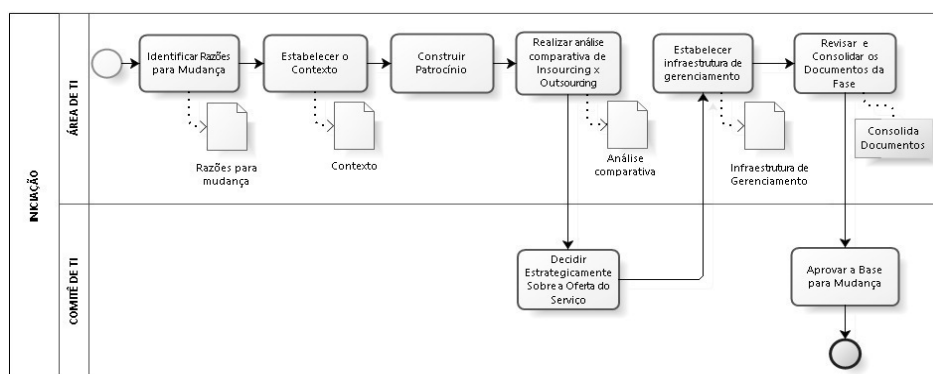 INICIAÇÃO
ÁREA DE TI
Identificar Razões
para Mudança
Estabelecer o
Contexto
Construir
Patrocínio
Realizar análise
comparativa de
Insourcing x
Outsourcing
Estabelecer
infraestrutura de
gerenciamento
Revisar e
Consolidar os
Documentos da
Fase
Razões para
mudança
Contexto
Análise
comparativa
Infraestrutura de
Gerenciamento
Consolida
Documentos
COMITÊ DE TI
Decidir
Estrategicamente
Sobre a Oferta do
Serviço
Aprovar a Base
para Mudança